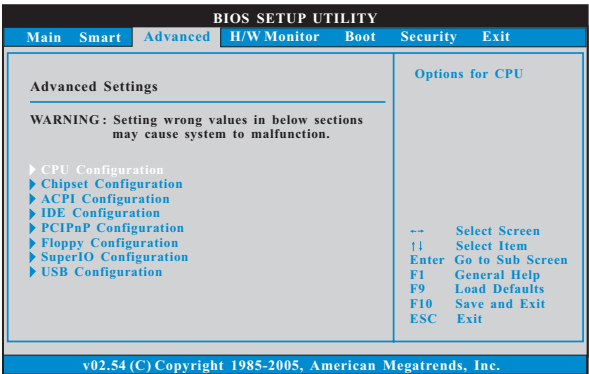 BIOS SETUP UTILITY
Main Smart Advanced H/W Monitor Boot Security Exit
Advanced Settings
WARNING : Setting wrong values in below sections
may cause system to malfunction.
CPU Configuration
Chipset Configuration
ACPI Configuration
IDE Configuration
PCIPnP Configuration
Floppy Configuration
SuperIO Configuration
USB Configuration
Options for CPU
←→ Select Screen
↑↓ Select Item
Enter Go to Sub Screen
F1 General Help
F9 Load Defaults
F10 Save and Exit
ESC Exit
v02.54 (C) Copyright 1985-2005, American Megatrends, Inc.